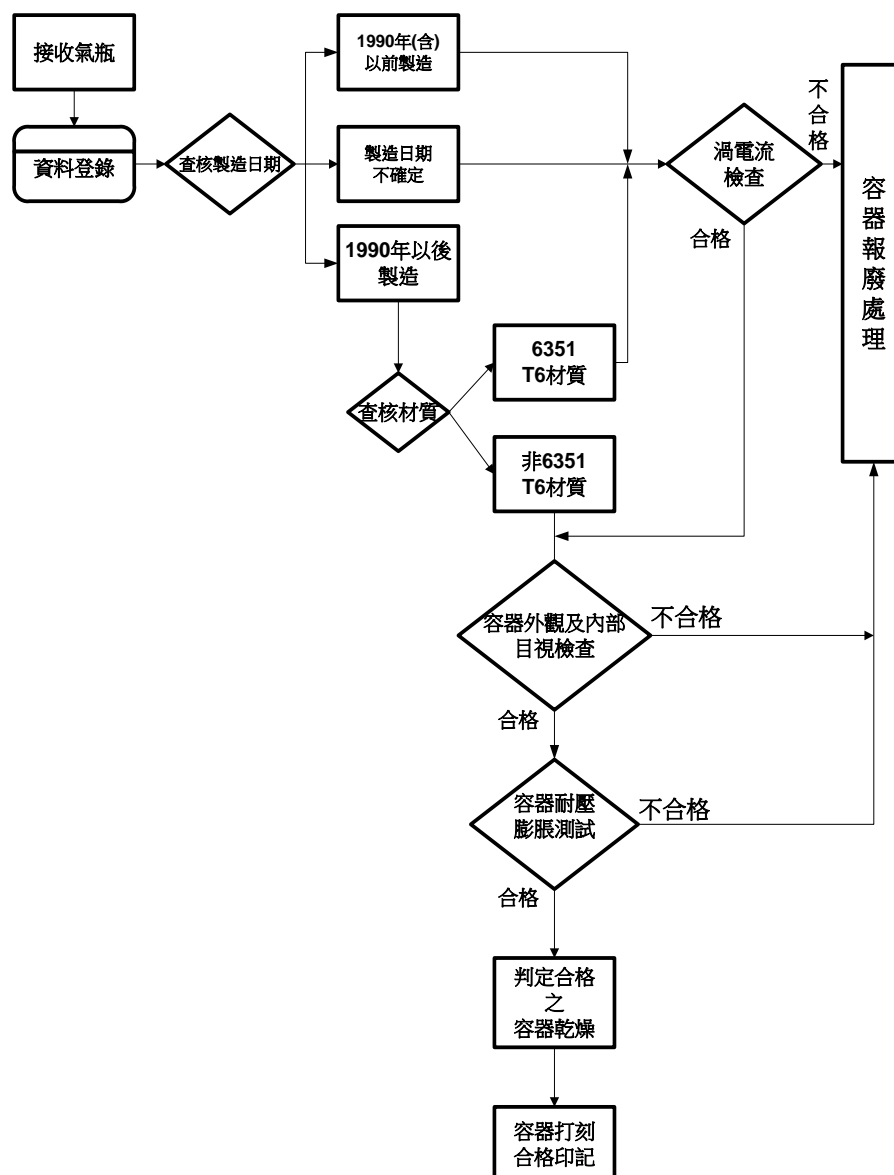 接收氣瓶
資料登錄
查核製造日期
1990年(含)
以前製造
製造日期
不確定
1990年以後
製造
查核材質
6351
T6材質
非6351
T6材質
渦電流
檢查
不合格
合格
容器報廢處理
容器外觀及內部
目視檢查
不合格
合格
容器耐壓
膨脹測試
不合格
合格
判定合格
之
容器乾燥
容器打刻
合格印記